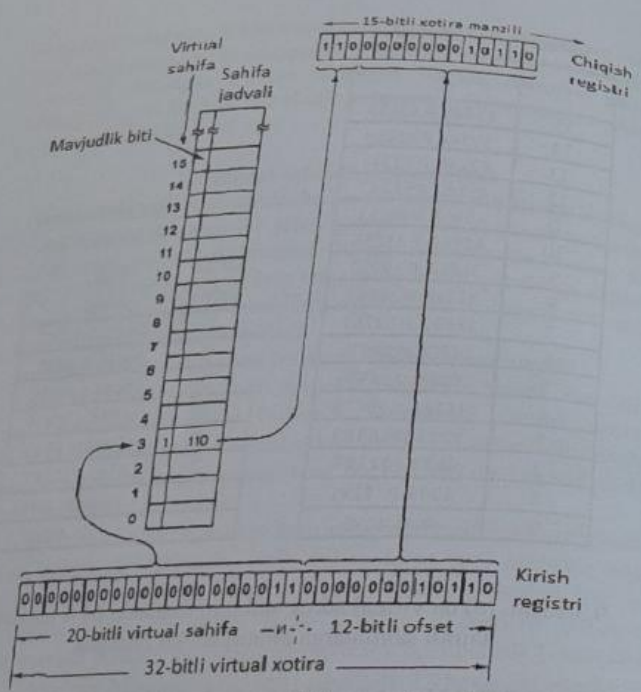 15-bitli xotira manzili
1 1 0 0 0 0 0 0 0 0 1 0 1 1 0
Chiqish
registri
Virtual
sahifa
Sahifa
jadvali
Mavjudlik biti
15
14
13
12
11
10
9
8
7
6
5
4
3 1 110
2
1
0
0 0 0 0 0 0 0 0 0 0 0 0 0 0 0 0 0 0 1 1 0 0 0 0 0 0 0 1 0 1 1 0
Kirish
registri
20-bitli virtual sahifa
12-bitli ofset
32-bitli virtual xotira